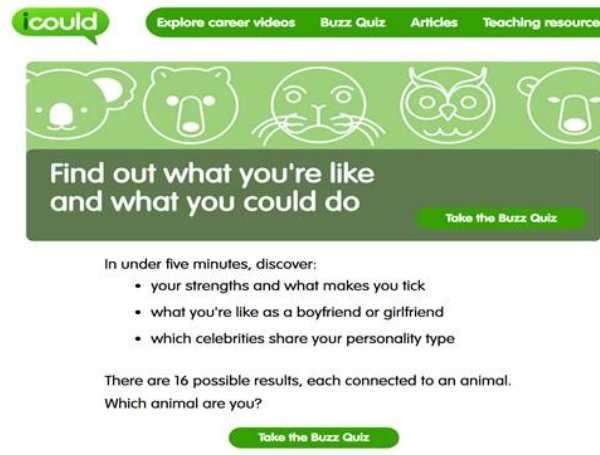 icould
Explore career videos Buzz Quiz Articles Teaching resource
Find out what you're like
and what you could do
Take the Buzz Quiz
In under five minutes, discover:
• your strengths and what makes you tick
• what you're like as a boyfriend or girlfriend
• which celebrities share your personality type
There are 16 possible results, each connected to an animal.
Which animal are you?
Take the Buzz Quiz